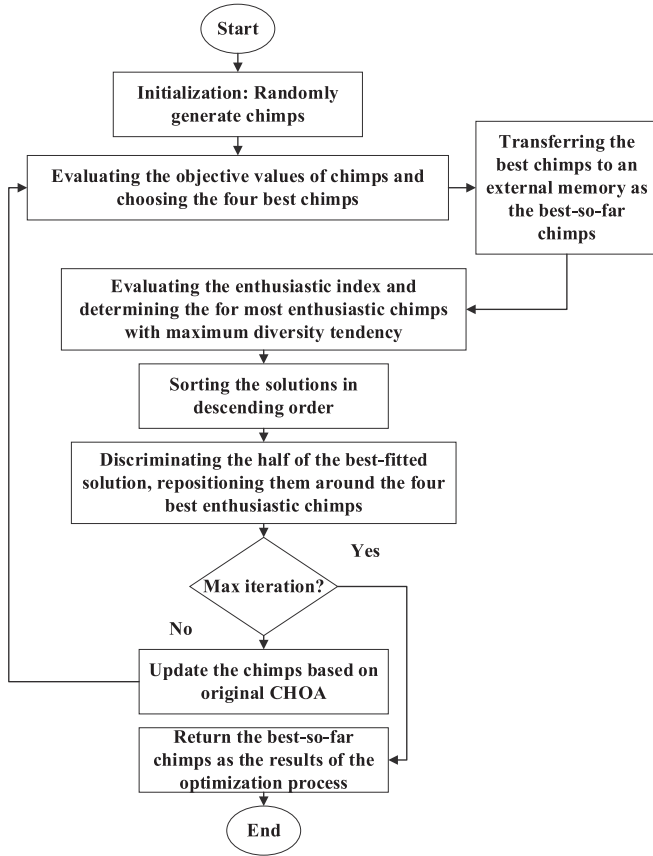 Start
Initialization: Randomly
generate chimps
Evaluating the objective values of chimps and
choosing the four best chimps
Transferring the
best chimps to an
external memory as
the best-so-far
chimps
Evaluating the enthusiastic index and
determining the for most enthusiastic chimps
with maximum diversity tendency
Sorting the solutions in
descending order
Discriminating the half of the best-fitted
solution, repositioning them around the four
best enthusiastic chimps
Yes
Max iteration?
No
Update the chimps based on
original CHOA
Return the best-so-far
chimps as the results of the
optimization process
End